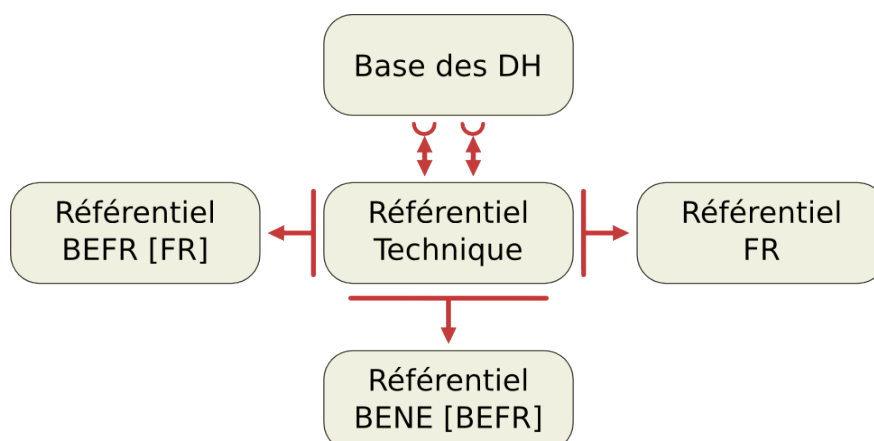 Base des DH
Référentiel
BEFR [FR]
Référentiel
Technique
Référentiel
FR
Référentiel
BENE [BEFR]